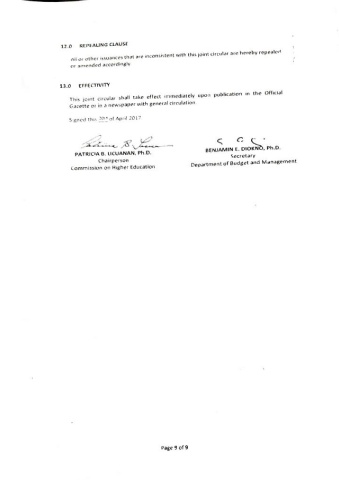 12.0 REPEALING CLAUSE
All or other issuances that are inconsistent with this joint circular are hereby repealed
or amended accordingly
13.0 EFFECTIVITY
This joint circular shall take effect immediately upon publication in the Official
Gazette or in a newspaper with general circulation
Signed this of April 2017
PATRICIA B. LICUANAN, Ph.D.
Chairperson
Commission on Higher Education
BENJAMIN E. DIOKNO, Ph.D.
Secretary
Department of Budget and Management
Page 9 of 9